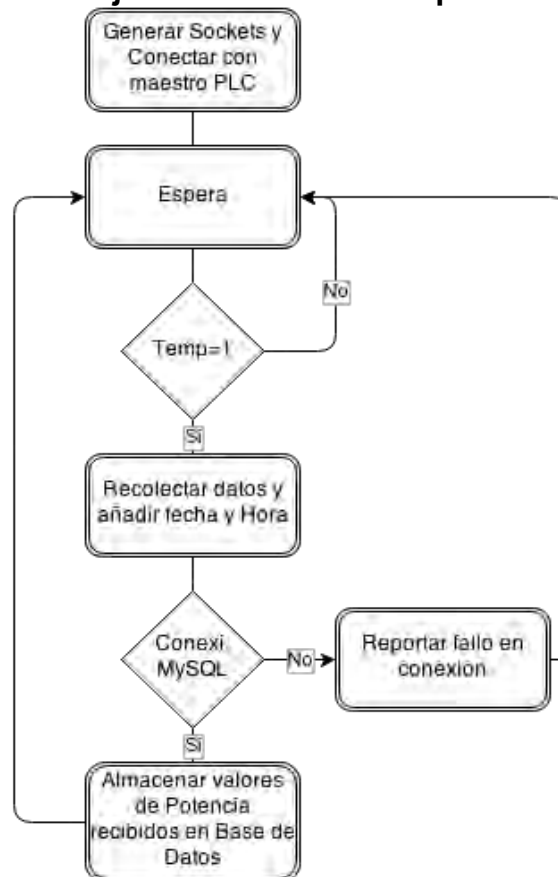 Generar Sockets y
Conectar con
maestro PLC
Espera
No
Temp=1
Si
Recolectar datos y
añadir fecha y Hora
Conexi
MySQL
No
Reportar fallo en
conexion
Si
Almacenar valores
de Potencia
recibidos en Base de
Datos